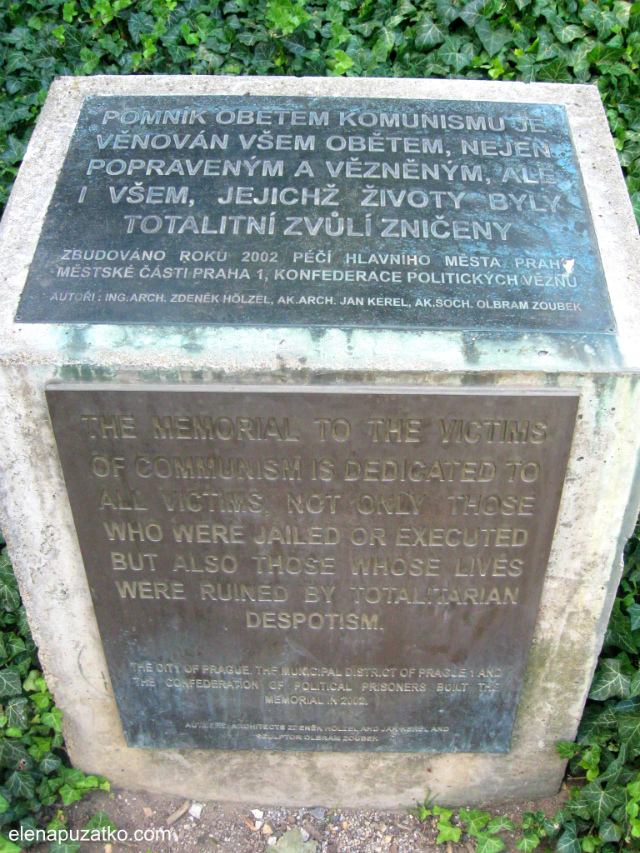 POMNÍK OBĚTEM KOMUNISMU JE
VĚNOVÁN VŠEM OBĚTEM, NEJEN
POPRAVENÝM A VĚZNĚNÝM, ALE
I VŠEM, JEJICHŽ ŽIVOTY BYLY
TOTALITNÍ ZVŮLÍ ZNIČENY
ZBUDOVÁNO ROKU 2002 PÉČÍ HLAVNÍHO MĚSTA PRAHY
MĚSTSKÉ ČÁSTI PRAHA 1, KONFEDERACE POLITICKÝCH VĚZŇŮ
AUTOŘI : ING.ARCH. ZDENĚK HÖLZEL, AK.ARCH. JAN KEREL, AK.SOCH. OLBRAM ZOUBEK
THE MEMORIAL TO THE VICTIMS
OF COMMUNISM IS DEDICATED TO
ALL VICTIMS, NOT ONLY THOSE
WHO WERE JAILED OR EXECUTED
BUT ALSO THOSE WHOSE LIVES
WERE RUINED BY TOTALITARIAN
DESPOTISM.
THE CITY OF PRAGUE, THE MUNICIPAL DISTRICT OF PRAGUE 1 AND
THE CONFEDERATION OF POLITICAL PRISONERS BUILT THE
MEMORIAL IN 2002.
AUTHORS: ARCHITECTS ZDENĚK HÖLZEL AND JAN KEREL AND
SCULPTOR OLBRAM ZOUBEK
elenapuzatko.com